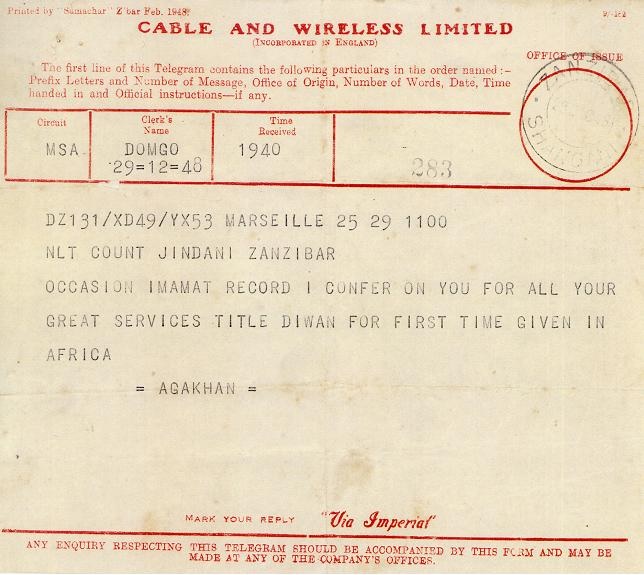 Printed by "Samachar" Z'bar Feb. 1948.
CABLE AND WIRELESS LIMITED
(INCORPORATED IN ENGLAND)
OFFICE OF ISSUE
The first line of this Telegram contains the following particulars in the order named :-
Prefix Letters and Number of Message, Office of Origin, Number of Words, Date, Time
handed in and Official instructions—if any.
Circuit
Clerk's
Name
Time
Received
MSA
DOMGO
1940
29=12=48
283
DZ131/XD49/YX53 MARSEILLE 25 29 1100
NLT COUNT JINDANI ZANZIBAR
OCCASION IMAMAT RECORD I CONFER ON YOU FOR ALL YOUR
GREAT SERVICES TITLE DIWAN FOR FIRST TIME GIVEN IN
AFRICA
= AGAKHAN =
MARK YOUR REPLY "Via Imperial"
ANY ENQUIRY RESPECTING THIS TELEGRAM SHOULD BE ACCOMPANIED BY THIS FORM AND MAY BE
MADE AT ANY OF THE COMPANY'S OFFICES.